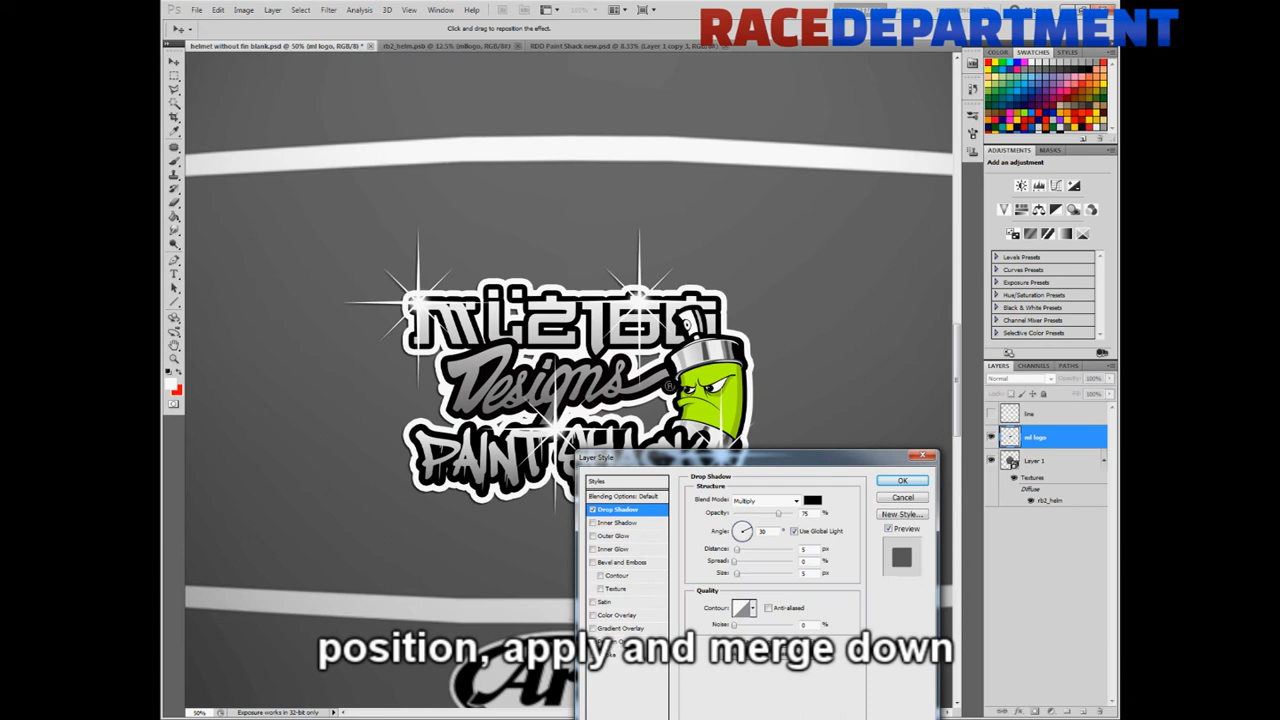 RACEDEPARTMENT
PS File Edit Image Layer Select Filter Analysis 3D View Window Help
Click and drag to reposition the effect.
helmet without fin blank.psd @ 50% (ml logo, RGB/8#) *
rb2_helm.psb @ 12.5% (mllogo, RGB/8)
RDD Paint Shack new.psd @ 8.33% (Layer 1 copy 3, RGB/8)
COLOR SWATCHES STYLES
ADJUSTMENTS MASKS
Add an adjustment
Levels Presets
Curves Presets
Exposure Presets
Hue/Saturation Presets
Black & White Presets
Channel Mixer Presets
Selective Color Presets
LAYERS CHANNELS PATHS
Normal Opacity: 100%
Lock: Fill: 100%
line
ml logo
Layer 1
Textures
Diffuse
rb2_helm
Designs
®
PAINT
Layer Style
Styles
Blending Options: Default
Drop Shadow
Inner Shadow
Outer Glow
Inner Glow
Bevel and Emboss
Contour
Texture
Satin
Color Overlay
Gradient Overlay
Drop Shadow
Structure
Blend Mode: Multiply
Opacity: 75 %
Angle: 30 ° Use Global Light
Distance: 5 px
Spread: 0 %
Size: 5 px
Quality
Contour: Anti-aliased
Noise: 0 %
OK
Cancel
New Style...
Preview
position, apply and merge down
50% Exposure works in 32-bit only